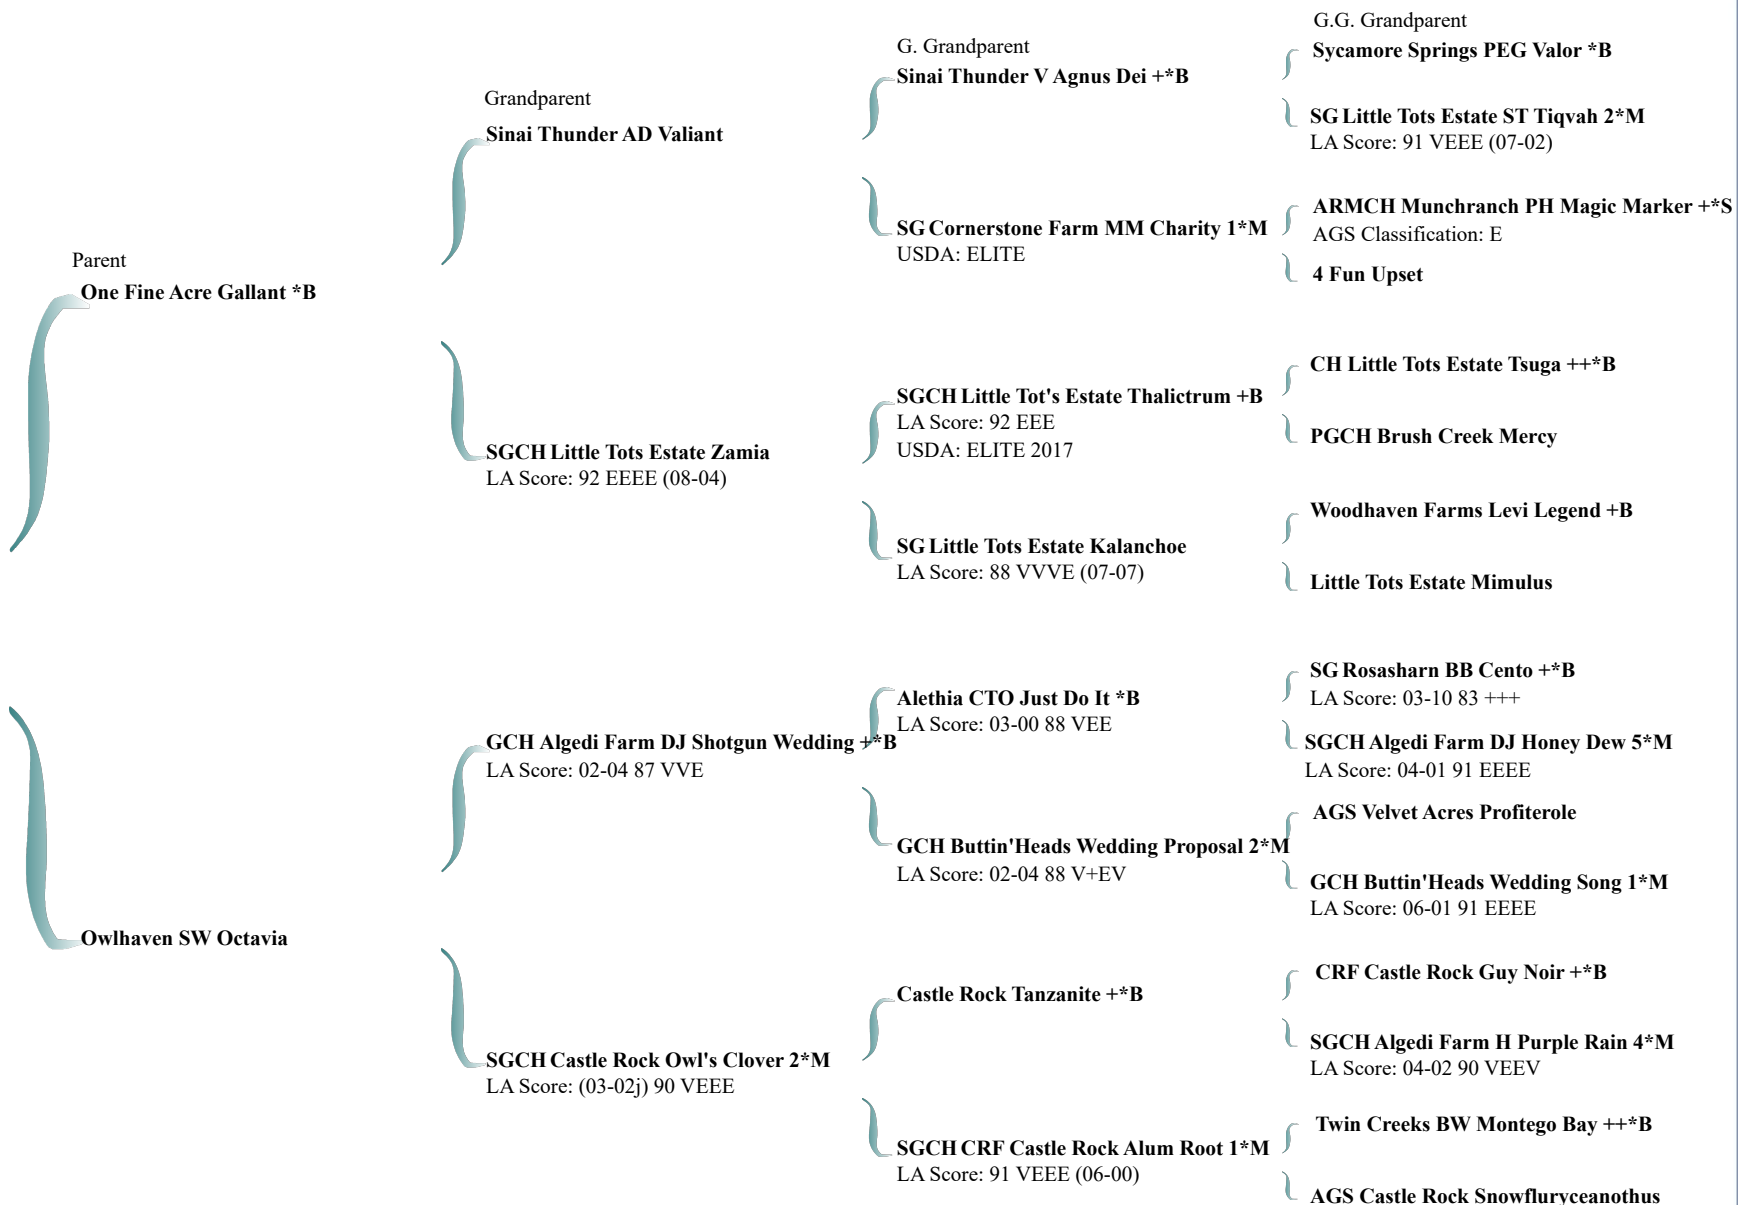 Parent
One Fine Acre Gallant *B
Owlhaven SW Octavia
Grandparent
Sinai Thunder AD Valiant
SGCH Little Tots Estate Zamia
LA Score: 92 EEEE (08-04)
GCH Algedi Farm DJ Shotgun Wedding +*B
LA Score: 02-04 87 VVE
SGCH Castle Rock Owl's Clover 2*M
LA Score: (03-02j) 90 VEEE
G. Grandparent
Sinai Thunder V Agnus Dei +*B
SG Cornerstone Farm MM Charity 1*M
USDA: ELITE
SGCH Little Tot's Estate Thalictrum +B
LA Score: 92 EEE
USDA: ELITE 2017
SG Little Tots Estate Kalanchoe
LA Score: 88 VVVE (07-07)
Alethia CTO Just Do It *B
LA Score: 03-00 88 VEE
GCH Buttin'Heads Wedding Proposal 2*M
LA Score: 02-04 88 V+EV
Castle Rock Tanzanite +*B
SGCH CRF Castle Rock Alum Root 1*M
LA Score: 91 VEEE (06-00)
G.G. Grandparent
Sycamore Springs PEG Valor *B
SG Little Tots Estate ST Tiqvah 2*M
LA Score: 91 VEEE (07-02)
ARMCH Munchranch PH Magic Marker +*S
AGS Classification: E
4 Fun Upset
CH Little Tots Estate Tsuga ++*B
PGCH Brush Creek Mercy
Woodhaven Farms Levi Legend +B
Little Tots Estate Mimulus
SG Rosasharn BB Cento +*B
LA Score: 03-10 83 +++
SGCH Algedi Farm DJ Honey Dew 5*M
LA Score: 04-01 91 EEEE
AGS Velvet Acres Profiterole
GCH Buttin'Heads Wedding Song 1*M
LA Score: 06-01 91 EEEE
CRF Castle Rock Guy Noir +*B
SGCH Algedi Farm H Purple Rain 4*M
LA Score: 04-02 90 VEEV
Twin Creeks BW Montego Bay ++*B
AGS Castle Rock Snowfluryceanothus